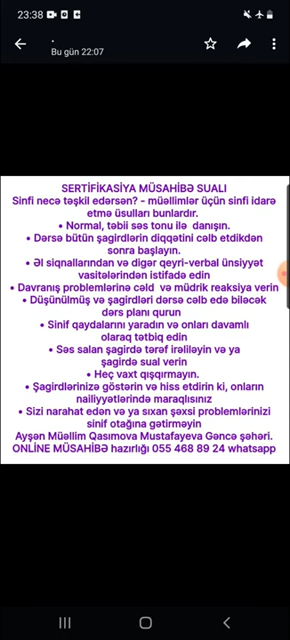 23:38
.
Bu gün 22:07
SERTİFİKASİYA MÜSAHİBƏ SUALI
Sinfi necə təşkil edərsən? - müəllimlər üçün sinfi idarə
etmə üsulları bunlardır.
• Normal, təbii səs tonu ilə danışın.
• Dərsə bütün şagirdlərin diqqətini cəlb etdikdən
sonra başlayın.
• Əl siqnallarından və digər qeyri-verbal ünsiyyət
vasitələrindən istifadə edin
• Davranış problemlərinə cəld və müdrik reaksiya verin
• Düşünülmüş və şagirdləri dərsə cəlb edə biləcək
dərs planı qurun
• Sinif qaydalarını yaradın və onları davamlı
olaraq tətbiq edin
• Səs salan şagirdə tərəf irəliləyin və ya
şagirdə sual verin
• Heç vaxt qışqırmayın.
• Şagirdlərinizə göstərin və hiss etdirin ki, onların
nailiyyətlərində maraqlısınız
• Sizi narahat edən və ya sıxan şəxsi problemlərinizi
sinif otağına gətirməyin
Ayşən Müəllim Qasımova Mustafayeva Gəncə şəhəri.
ONLİNE MÜSAHİBƏ hazırlığı 055 468 89 24 whatsapp